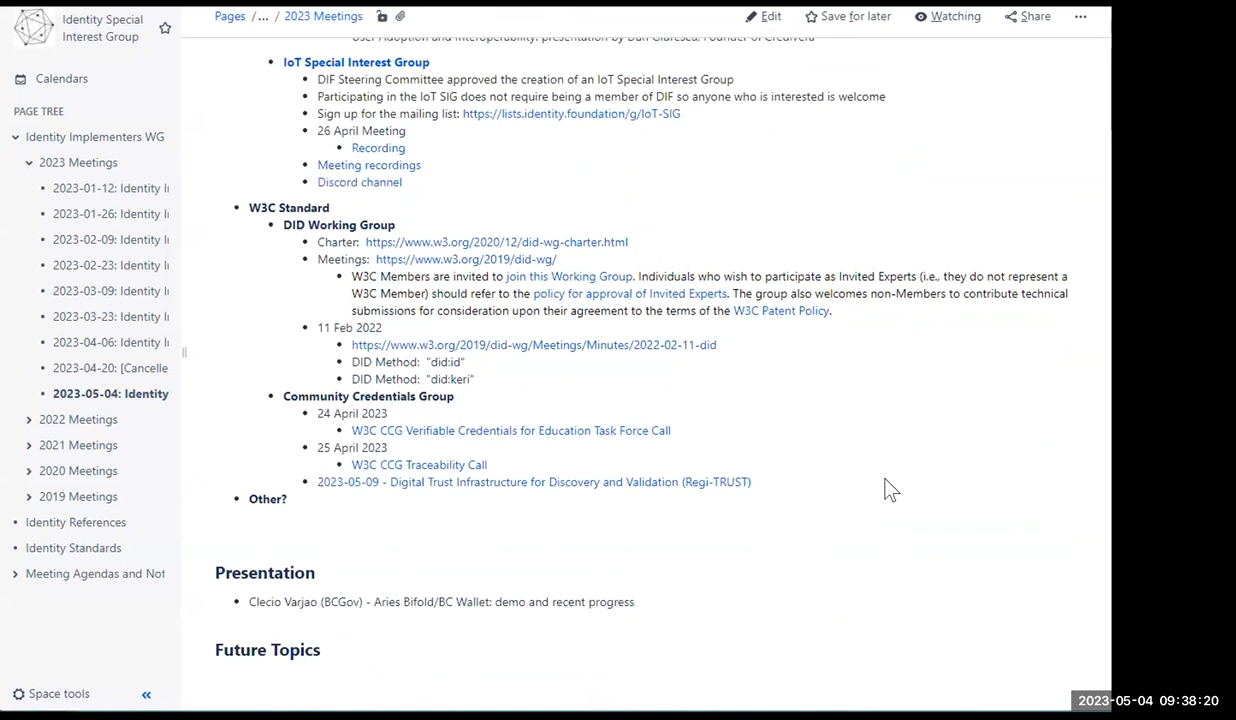 Identity Special
Interest Group
Calendars
PAGE TREE
Identity Implementers WG
2023 Meetings
2023-01-12: Identity I
2023-01-26: Identity I
2023-02-09: Identity I
2023-02-23: Identity I
2023-03-09: Identity I
2023-03-23: Identity I
2023-04-06: Identity I
2023-04-20: [Cancelle
2023-05-04: Identity
2022 Meetings
2021 Meetings
2020 Meetings
2019 Meetings
Identity References
Identity Standards
Meeting Agendas and Not
Space tools
Pages /... / 2023 Meetings
Edit Save for later Watching Share
User Adoption and Interoperability: presentation by Dan Giurescu, Founder of Credivera
IoT Special Interest Group
DIF Steering Committee approved the creation of an IoT Special Interest Group
Participating in the IoT SIG does not require being a member of DIF so anyone who is interested is welcome
Sign up for the mailing list: https://lists.identity.foundation/g/IoT-SIG
26 April Meeting
Recording
Meeting recordings
Discord channel
W3C Standard
DID Working Group
Charter: https://www.w3.org/2020/12/did-wg-charter.html
Meetings: https://www.w3.org/2019/did-wg/
W3C Members are invited to join this Working Group. Individuals who wish to participate as Invited Experts (i.e., they do not represent a
W3C Member) should refer to the policy for approval of Invited Experts. The group also welcomes non-Members to contribute technical
submissions for consideration upon their agreement to the terms of the W3C Patent Policy.
11 Feb 2022
https://www.w3.org/2019/did-wg/Meetings/Minutes/2022-02-11-did
DID Method: "did:id"
DID Method: "did:keri"
Community Credentials Group
24 April 2023
W3C CCG Verifiable Credentials for Education Task Force Call
25 April 2023
W3C CCG Traceability Call
2023-05-09 - Digital Trust Infrastructure for Discovery and Validation (Regi-TRUST)
Other?
Presentation
Clecio Varjao (BCGov) - Aries Bifold/BC Wallet: demo and recent progress
Future Topics
2023-05-04 09:38:20